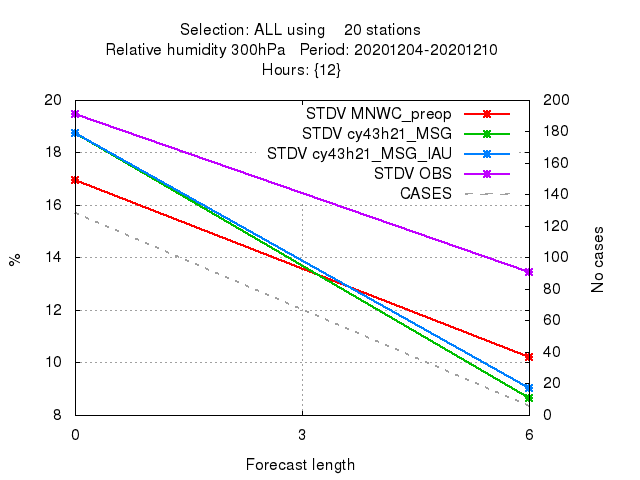 Selection: ALL using    20 stations
Relative humidity 300hPa   Period: 20201204-20201210
Hours: {12}
STDV MNWC_preop
STDV cy43h21_MSG
STDV cy43h21_MSG_IAU
STDV OBS
CASES
20
18
16
14
12
10
8
%
200
180
160
140
120
100
80
60
40
20
0
No cases
0 3 6
Forecast length